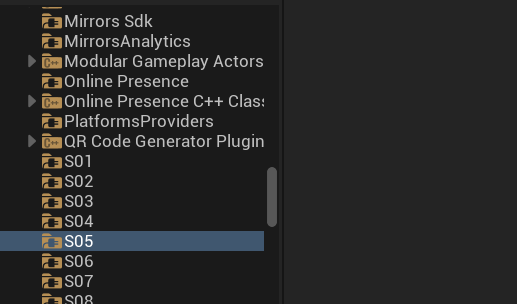 Mirrors Sdk
MirrorsAnalytics
C++ Modular Gameplay Actors
Online Presence
C++ Online Presence C++ Class
PlatformsProviders
C++ QR Code Generator Plugin
S01
S02
S03
S04
S05
S06
S07
S08